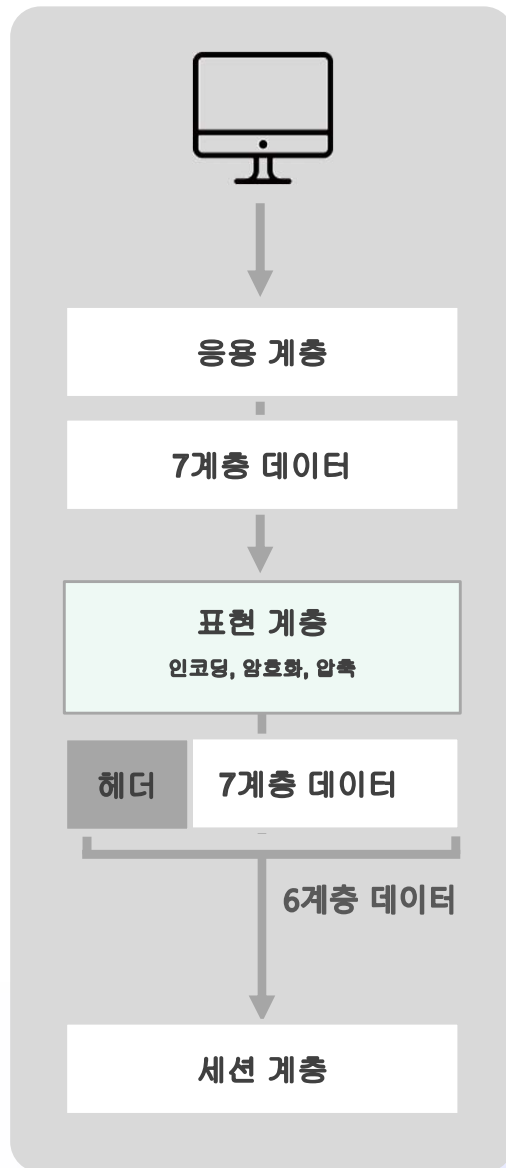 응용 계층
7계층 데이터
표현 계층
인코딩, 암호화, 압축
헤더
7계층 데이터
6계층 데이터
세션 계층